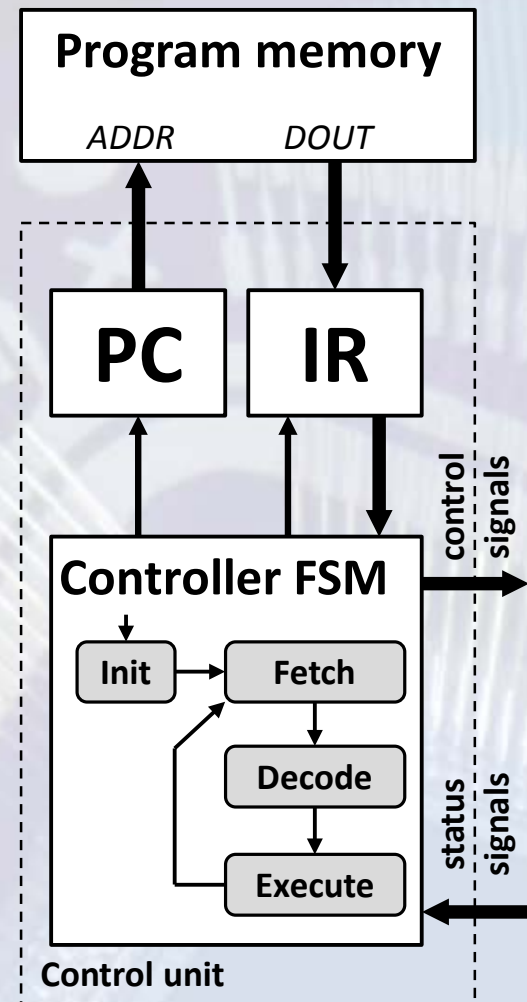 Program memory
ADDR DOUT
PC IR
control
signals
Controller FSM
Init Fetch
Decode
status
signals
Execute
Control unit